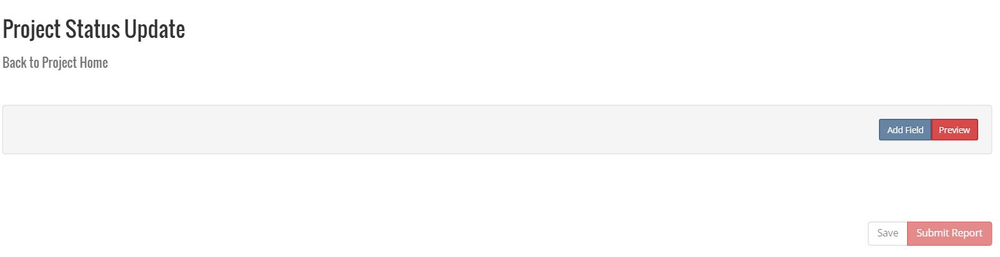 Project Status Update
Back to Project Home
Add Field Preview
Save Submit Report